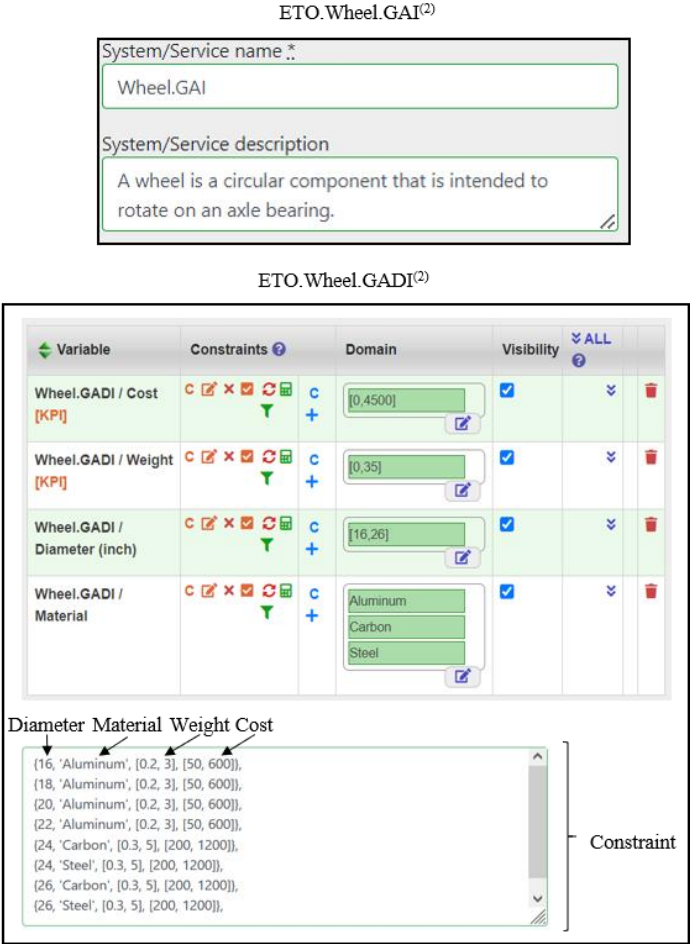 ETO.Wheel.GAI(2)
System/Service name *
Wheel.GAI
System/Service description
A wheel is a circular component that is intended to
rotate on an axle bearing.
ETO.Wheel.GADI(2)
Variable Constraints Domain Visibility ALL
Wheel.GADI / Cost C C [0,4500]
[KPI]
Wheel.GADI / Weight C C [0,35]
[KPI]
Wheel.GADI / C C [16,26]
Diameter (inch)
Wheel.GADI / C C Aluminum
Material Carbon
Steel
Diameter Material Weight Cost
{16, 'Aluminum', [0.2, 3], [50, 600]},
{18, 'Aluminum', [0.2, 3], [50, 600]},
{20, 'Aluminum', [0.2, 3], [50, 600]},
{22, 'Aluminum', [0.2, 3], [50, 600]},
{24, 'Carbon', [0.3, 5], [200, 1200]},
{24, 'Steel', [0.3, 5], [200, 1200]},
{26, 'Carbon', [0.3, 5], [200, 1200]},
{26, 'Steel', [0.3, 5], [200, 1200]},
Constraint